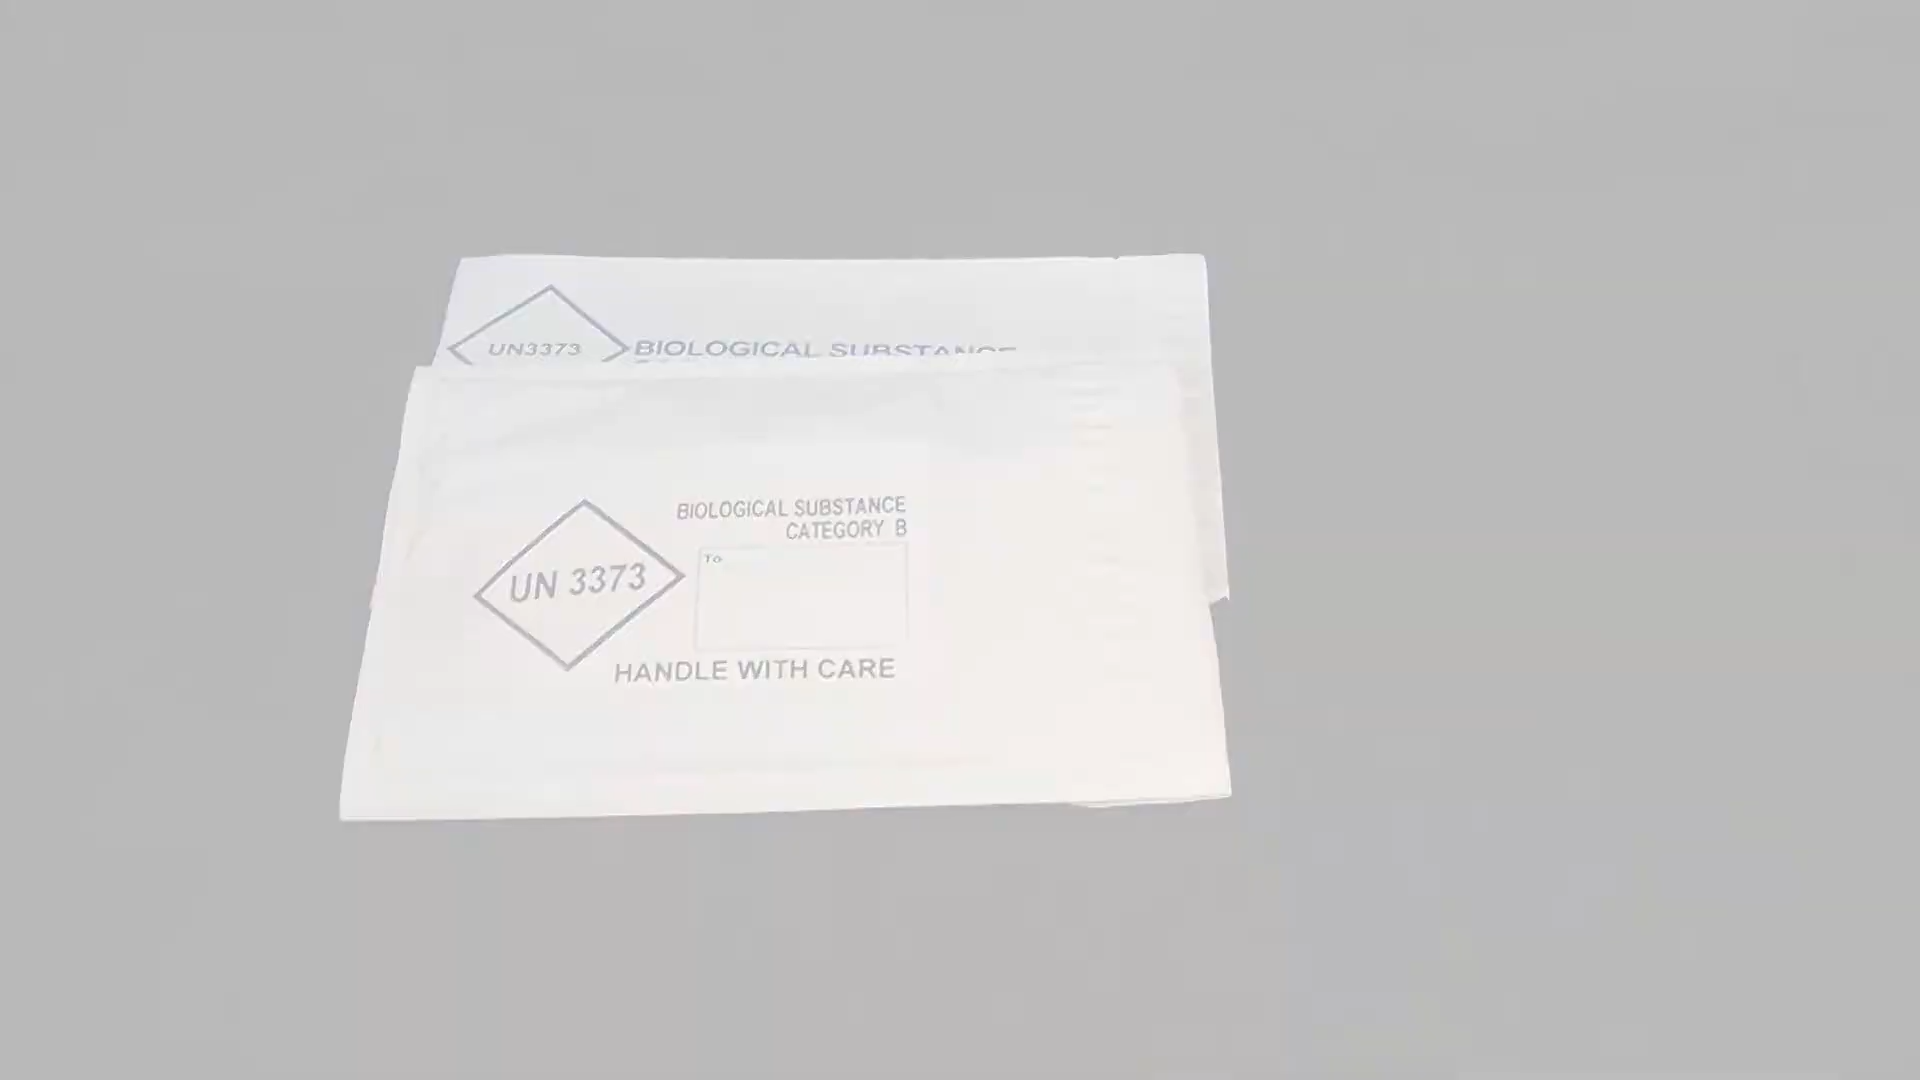 UN3373
BIOLOGICAL SUBSTANCE
BIOLOGICAL SUBSTANCE
CATEGORY B
UN 3373
To
HANDLE WITH CARE